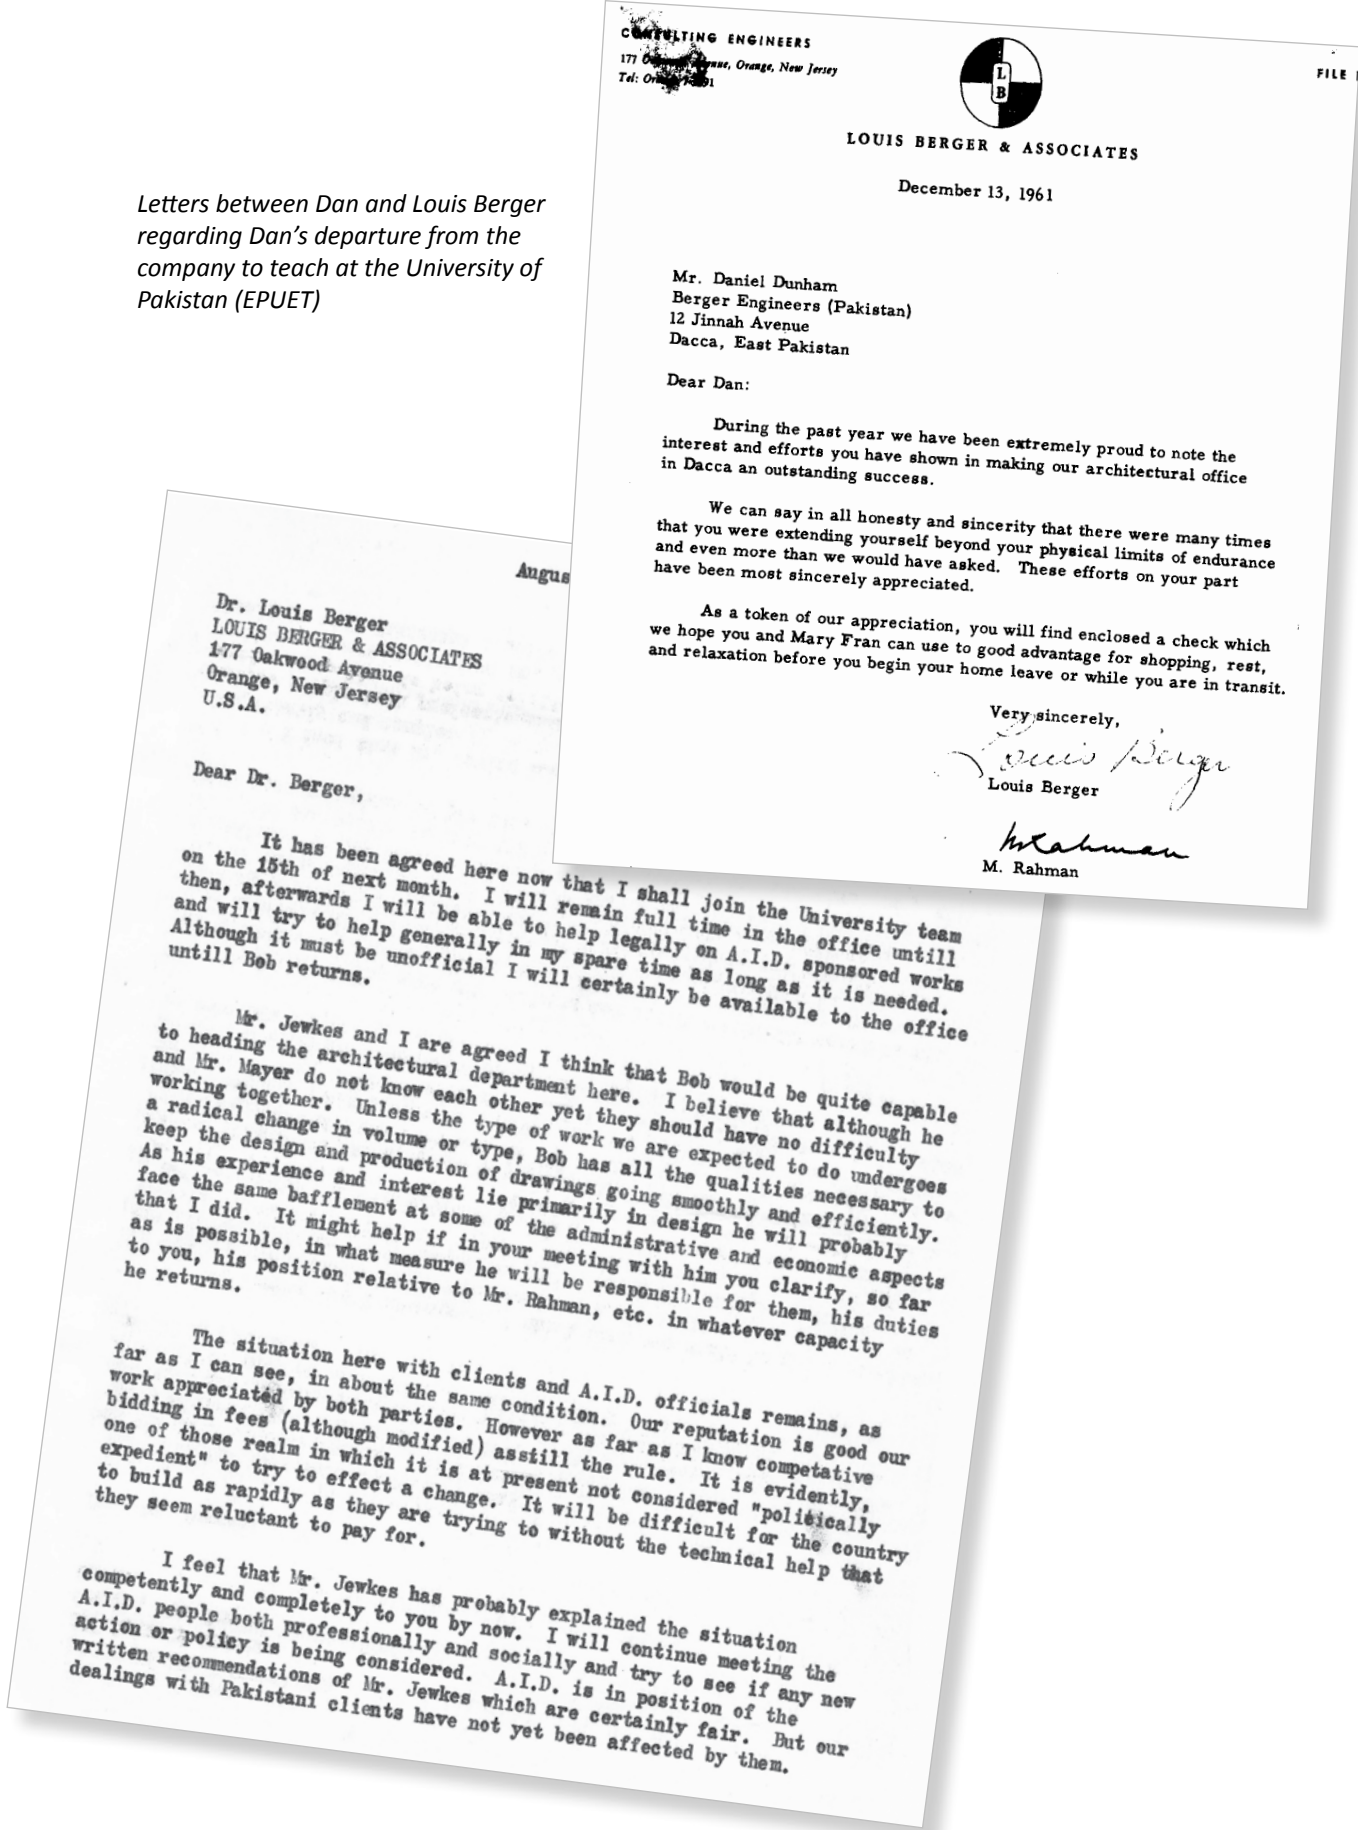 Letters between Dan and Louis Berger
regarding Dan's departure from the
company to teach at the University of
Pakistan (EPUET)
CONSULTING ENGINEERS
177 Avenue, Orange, New Jersey
Tel:
L
B
FILE
LOUIS BERGER & ASSOCIATES
December 13, 1961
Mr. Daniel Dunham
Berger Engineers (Pakistan)
12 Jinnah Avenue
Dacca, East Pakistan
Dear Dan:
During the past year we have been extremely proud to note the
interest and efforts you have shown in making our architectural office
in Dacca an outstanding success.
We can say in all honesty and sincerity that there were many times
that you were extending yourself beyond your physical limits of endurance
and even more than we would have asked. These efforts on your part
have been most sincerely appreciated.
As a token of our appreciation, you will find enclosed a check which
we hope you and Mary Fran can use to good advantage for shopping, rest,
and relaxation before you begin your home leave or while you are in transit.
Very sincerely,
Louis Berger
Louis Berger
MRahman
M. Rahman
Augus
Dr. Louis Berger
LOUIS BERGER & ASSOCIATES
177 Oakwood Avenue
Orange, New Jersey
U.S.A.
Dear Dr. Berger,
It has been agreed here now that I shall join the University team
on the 15th of next month. I will remain full time in the office untill
then, afterwards I will be able to help legally on A.I.D. sponsored works
and will try to help generally in my spare time as long as it is needed.
Although it must be unofficial I will certainly be available to the office
untill Bob returns.
Mr. Jewkes and I are agreed I think that Bob would be quite capable
to heading the architectural department here. I believe that although he
and Mr. Mayer do not know each other yet they should have no difficulty
working together. Unless the type of work we are expected to do undergoes
a radical change in volume or type, Bob has all the qualities necessary to
keep the design and production of drawings going smoothly and efficiently.
As his experience and interest lie primarily in design he will probably
face the same bafflement at some of the administrative and economic aspects
that I did. It might help if in your meeting with him you clarify, so far
as is possible, in what measure he will be responsible for them, his duties
to you, his position relative to Mr. Rahman, etc. in whatever capacity
he returns.
The situation here with clients and A.I.D. officials remains, as
far as I can see, in about the same condition. Our reputation is good our
work appreciated by both parties. However as far as I know competative
bidding in fees (although modified) asstill the rule. It is evidently,
one of those realm in which it is at present not considered "politically
expedient" to try to effect a change. It will be difficult for the country
to build as rapidly as they are trying to without the technical help that
they seem reluctant to pay for.
I feel that Mr. Jewkes has probably explained the situation
competently and completely to you by now. I will continue meeting the
A.I.D. people both professionally and socially and try to see if any new
action or policy is being considered. A.I.D. is in position of the
written recommendations of Mr. Jewkes which are certainly fair. But our
dealings with Pakistani clients have not yet been affected by them.